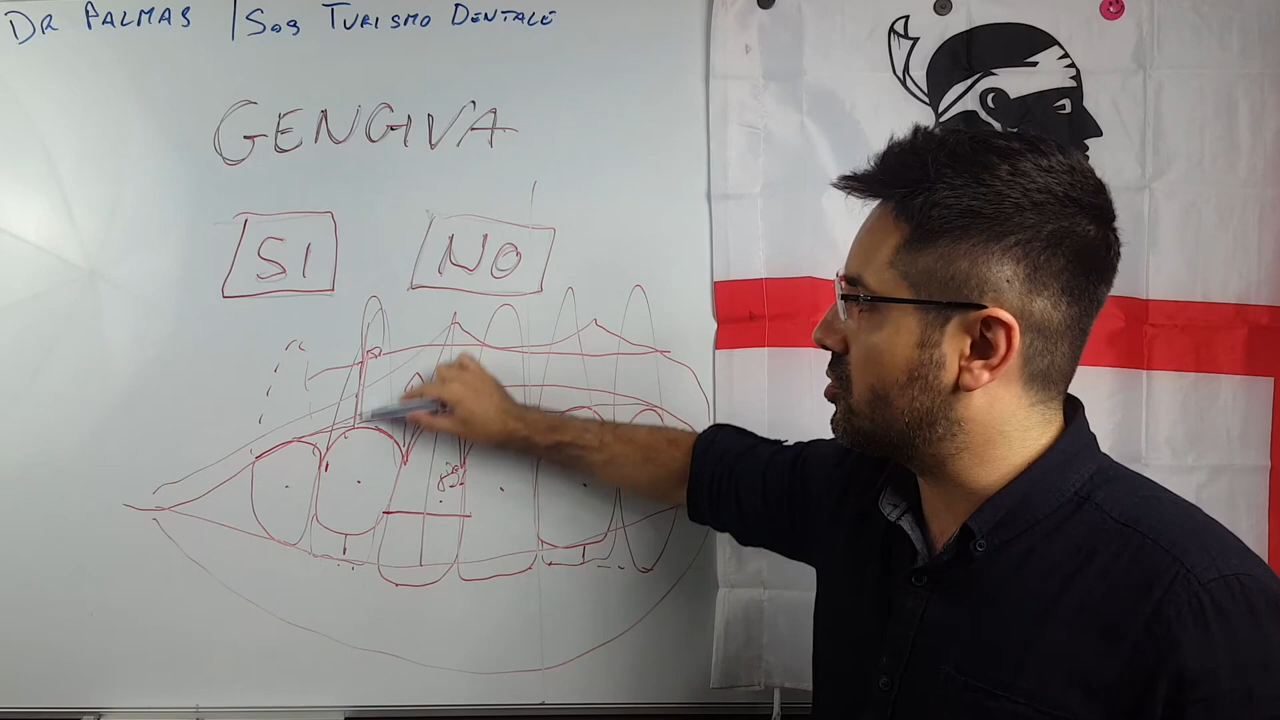 DR PALMAS | SOS TURISMO DENTALE
GENGIVA
SI NO